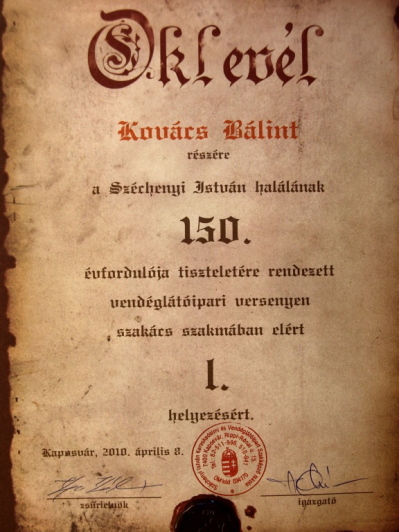 Oklevél
Kovács Bálint
részére
a Széchenyi István halálának
150.
évfordulója tiszteletére rendezett
vendéglátóipari versenyen
szakács szakmában elért
I.
helyezésért.
Kaposvár, 2010. április 8.
igazgató